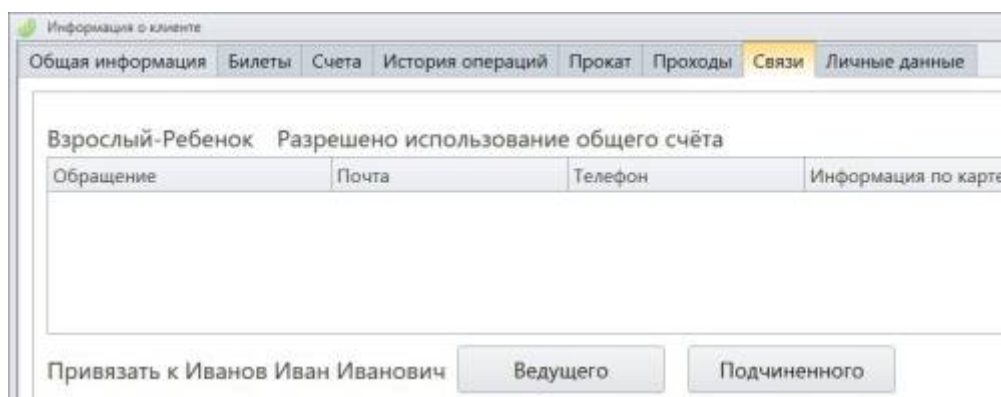 Информация о клиенте
Общая информация Билеты Счета История операций Прокат Проходы Связи Личные данные
Взрослый-Ребенок Разрешено использование общего счёта
Обращение Почта Телефон Информация по карте
Привязать к Иванов Иван Иванович Ведущего Подчиненного